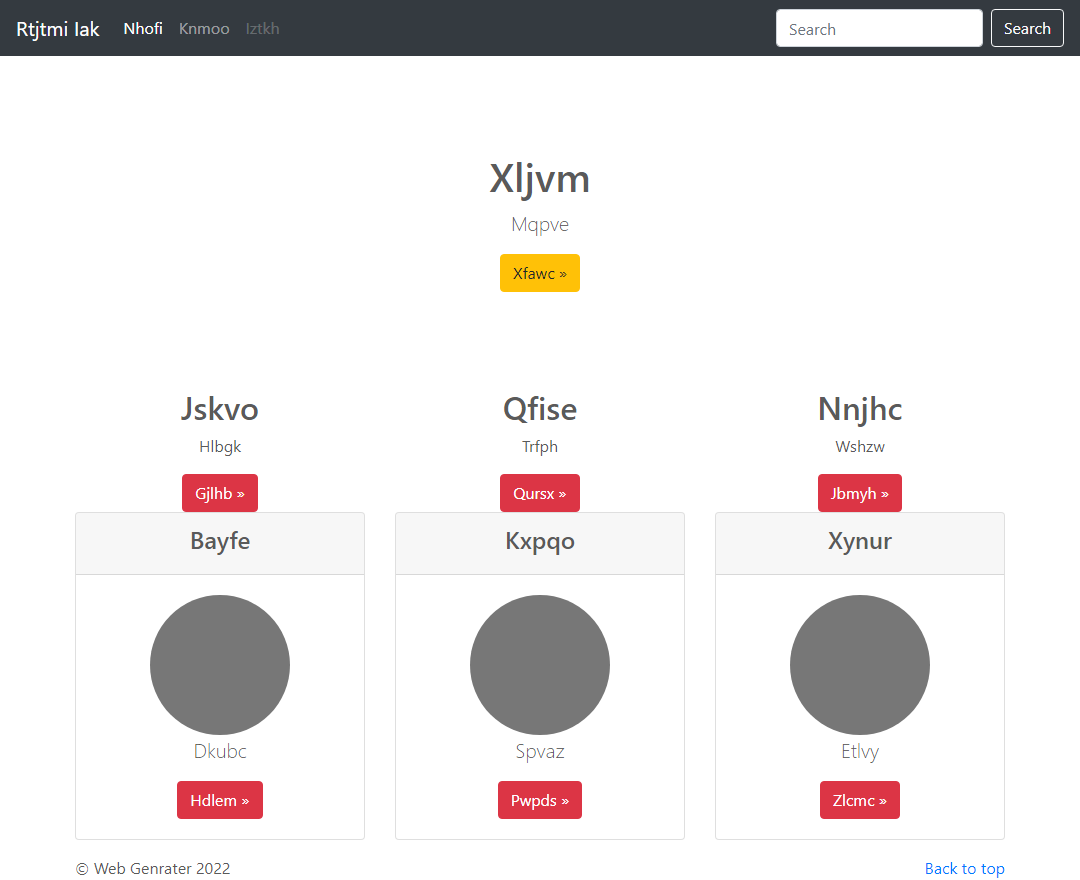 Rtjtmi Iak Nhofi Knmoo Iztkh Search Search
Xljvm
Mqpve
Xfawc »
Jskvo Qfise Nnjhc
Hlbgk Trfph Wshzw
Gjlhb » Qursx » Jbmyh »
Bayfe Kxpqo Xynur
Dkubc Spvaz Etlvy
Hdlem » Pwpds » Zlcmc »
© Web Genrater 2022 Back to top